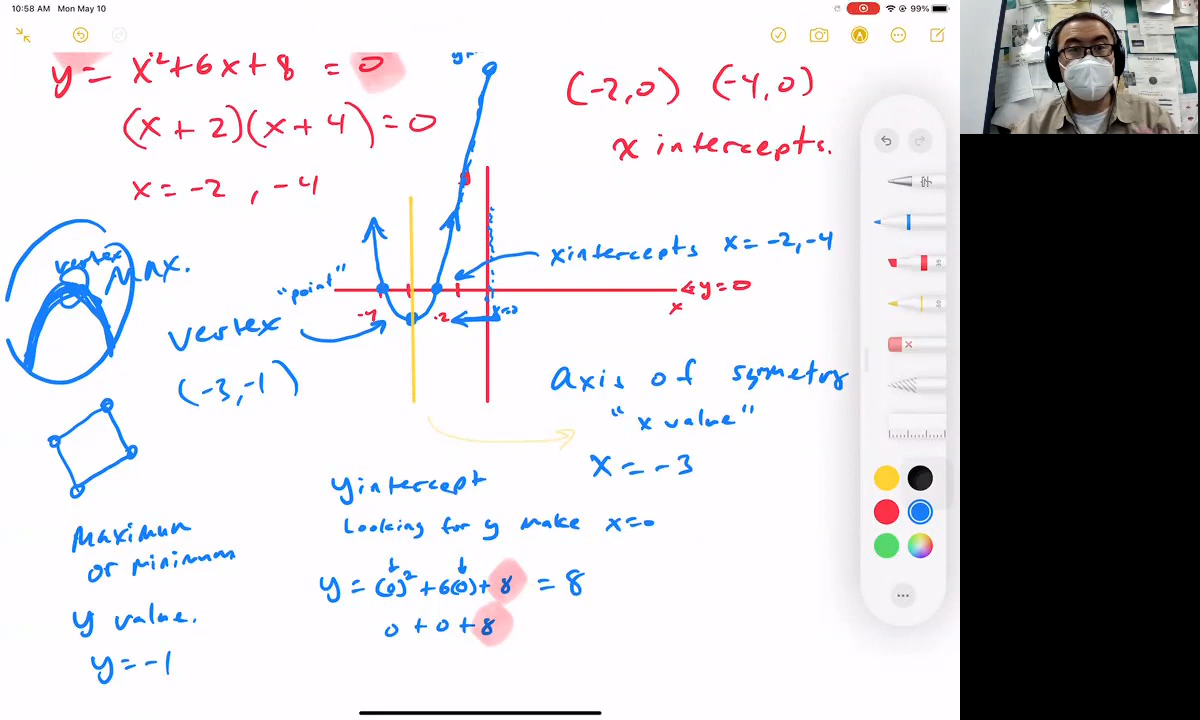 10:58 AM Mon May 10
99%
y = x²+6x+8 = 0
(x+2)(x+4)=0
x = -2, -4
(-2,0) (-4,0)
x intercepts.
vertex
Max.
"point"
vertex
(-3,-1)
x intercepts x=-2,-4
y=0
x
-4
-2
x=0
axis of symmetry
"x value"
x = -3
Maximum
or minimum
y value.
y = -1
y intercept
Looking for y make x=0
y = (0)²+6(0)+8 = 8
0 + 0 + 8